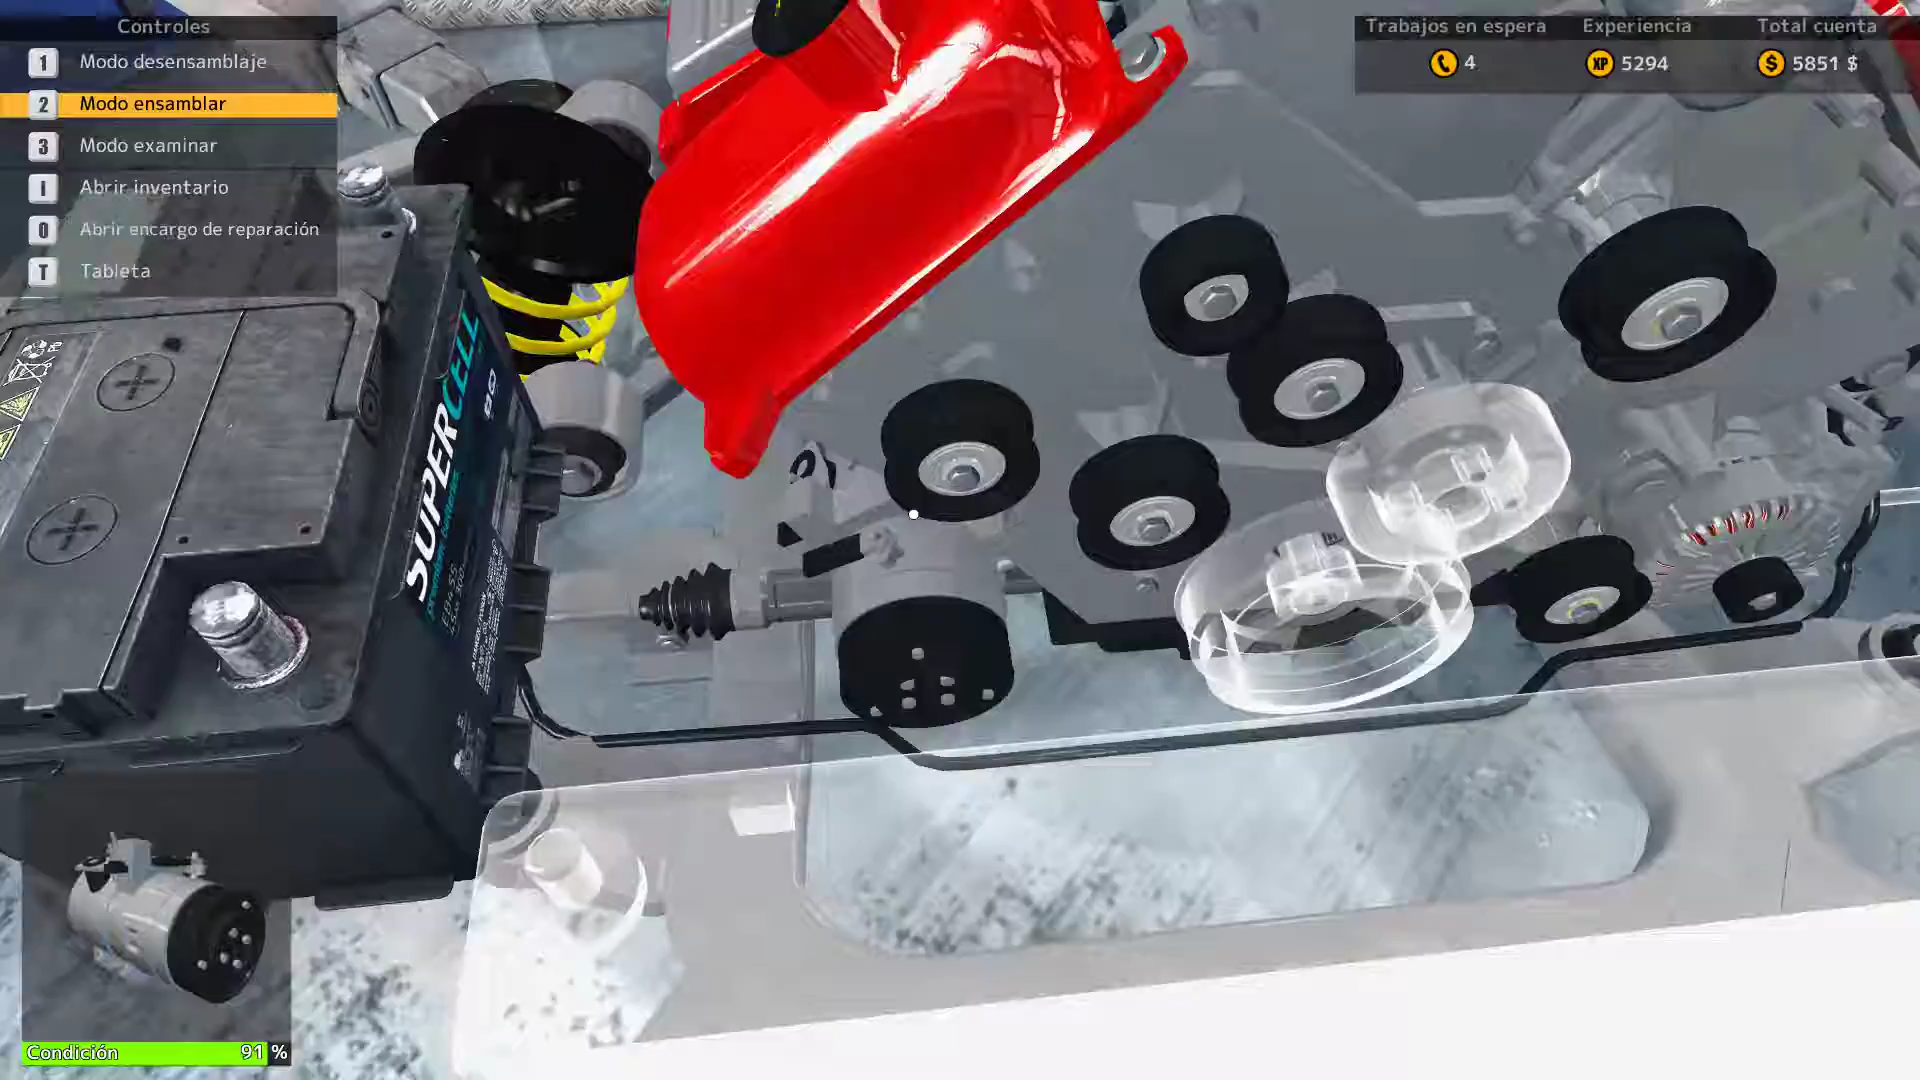 Controles
1 Modo desensamblaje
2 Modo ensamblar
3 Modo examinar
I Abrir inventario
O Abrir encargo de reparación
T Tableta
Trabajos en espera Experiencia Total cuenta
4 XP 5294 $ 5851 $
Pb
SUPERCELL
Condición 91 %